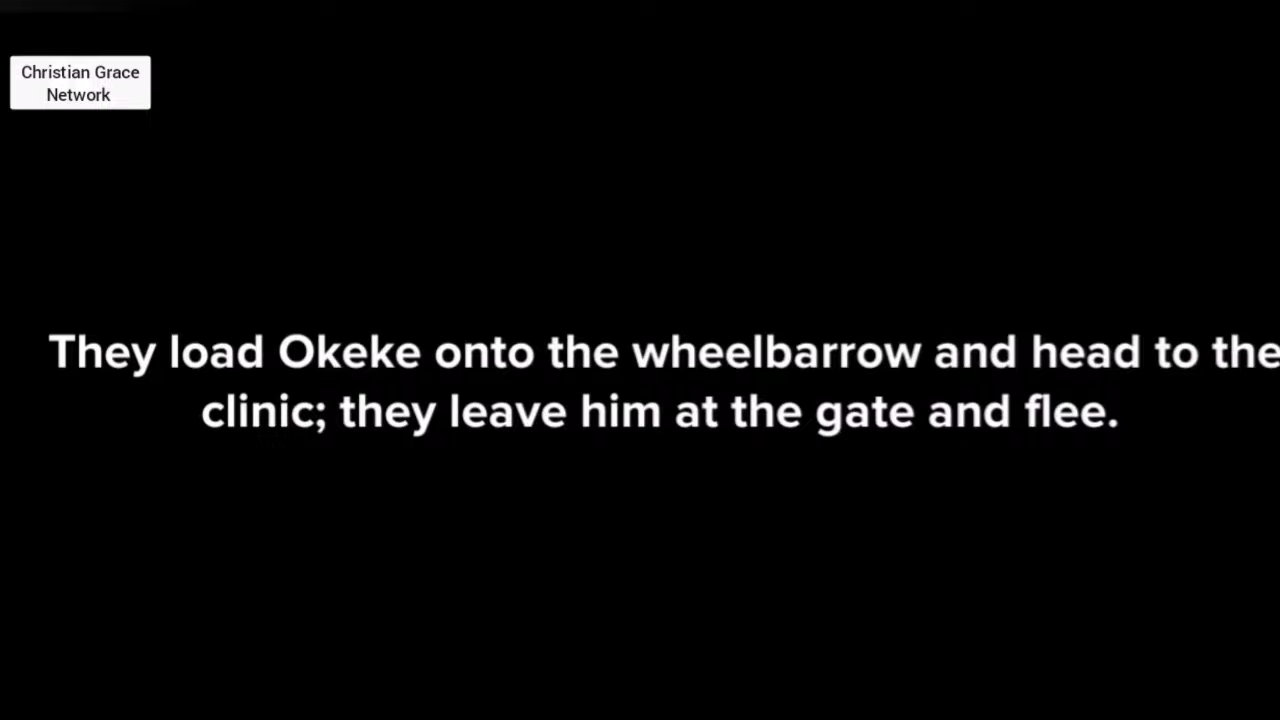 Christian Grace
Network
They load Okeke onto the wheelbarrow and head to the
clinic; they leave him at the gate and flee.